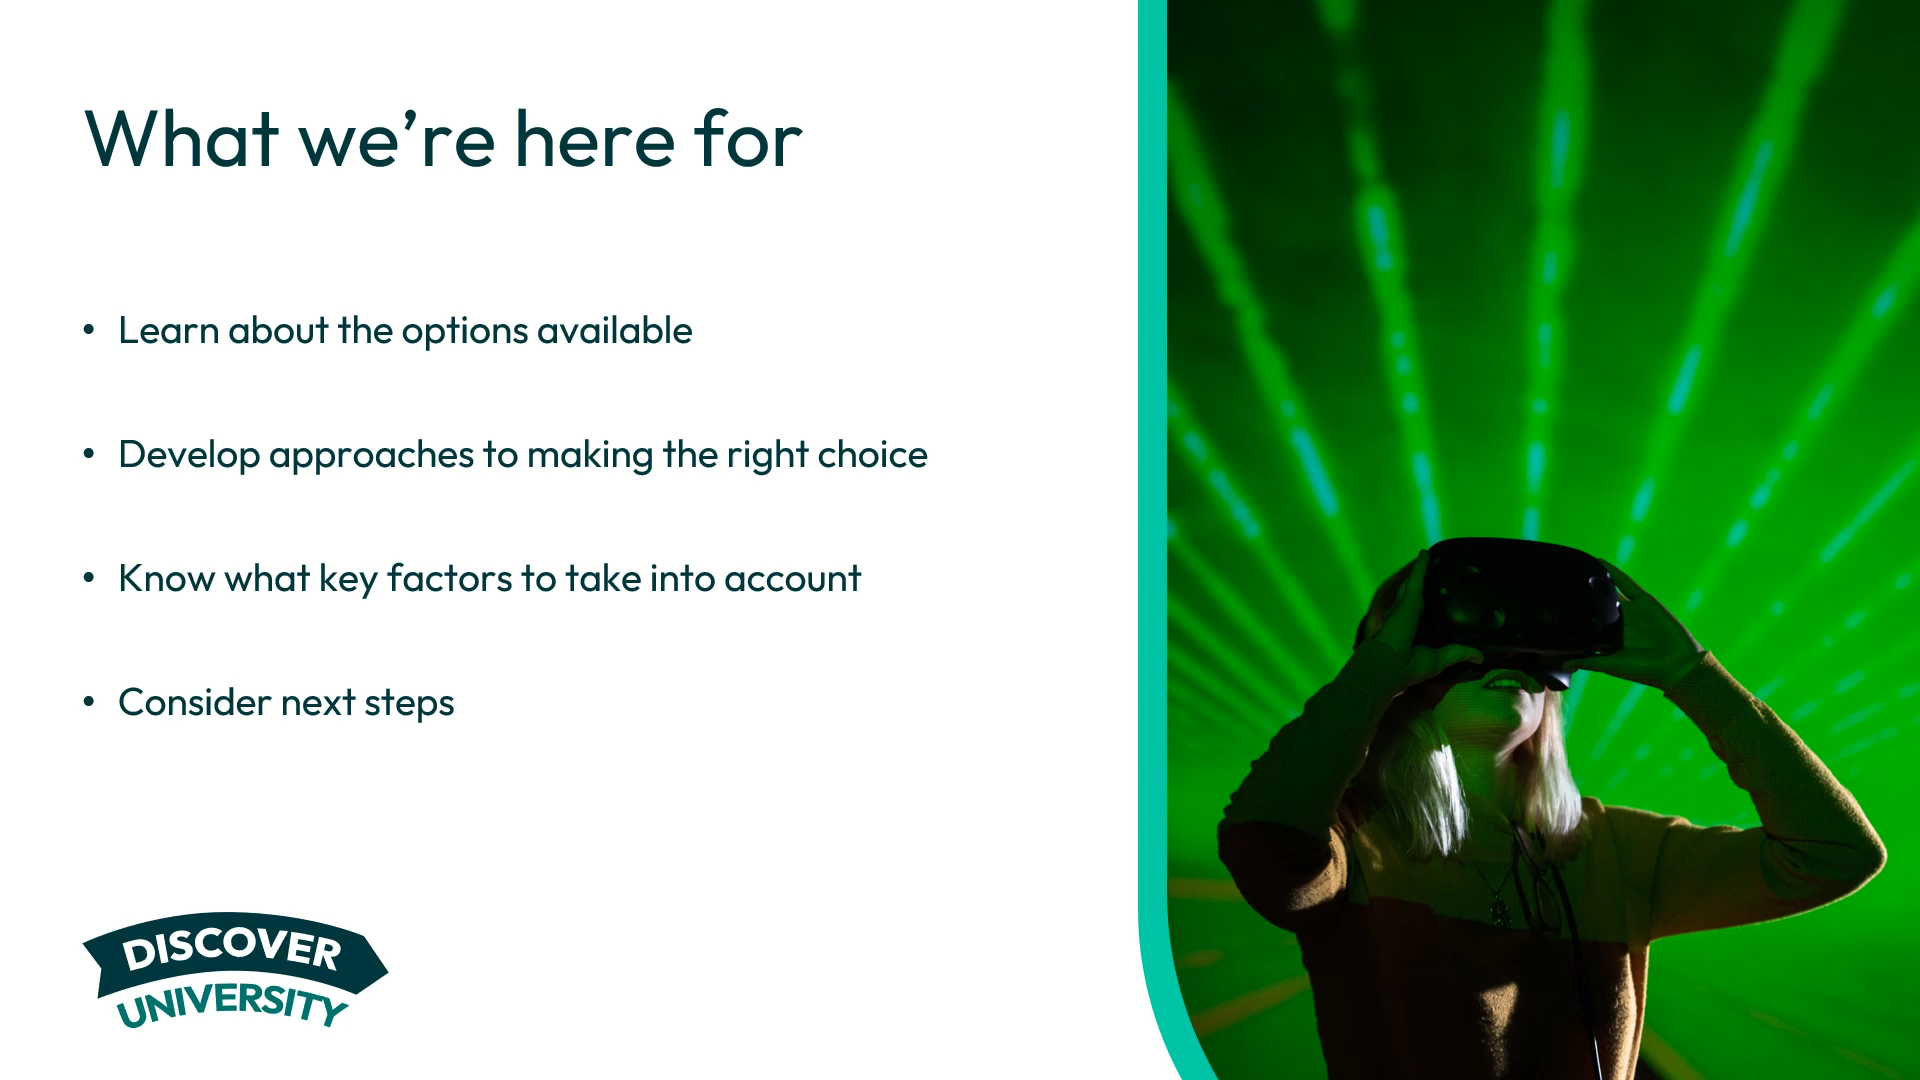 What we’re here for
• Learn about the options available
• Develop approaches to making the right choice
• Know what key factors to take into account
• Consider next steps
DISCOVER
UNIVERSITY